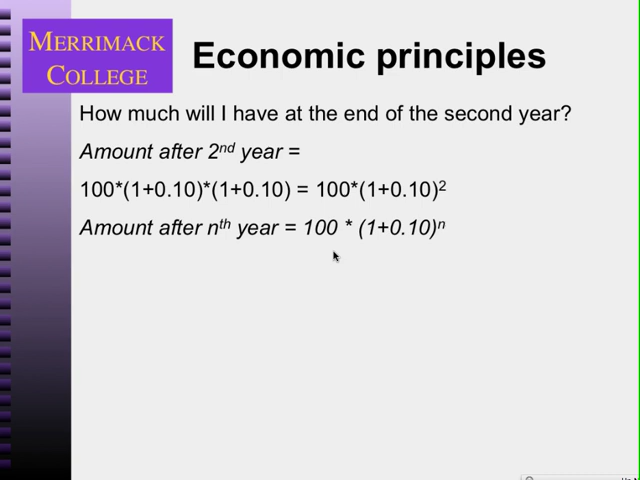 MERRIMACK
COLLEGE
Economic principles
How much will I have at the end of the second year?
Amount after 2nd year =
100*(1+0.10)*(1+0.10) = 100*(1+0.10)2
Amount after nth year = 100 * (1+0.10)n